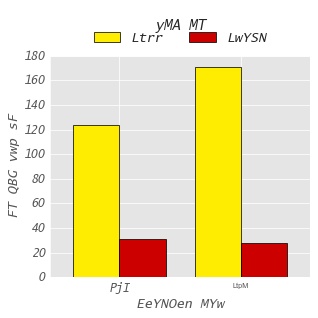 yMA MT
Ltrr
LwYSN
180
160
140
120
100
80
60
40
20
0
FT QBG vwp sF
PjI
LtpM
EeYNOen MYw